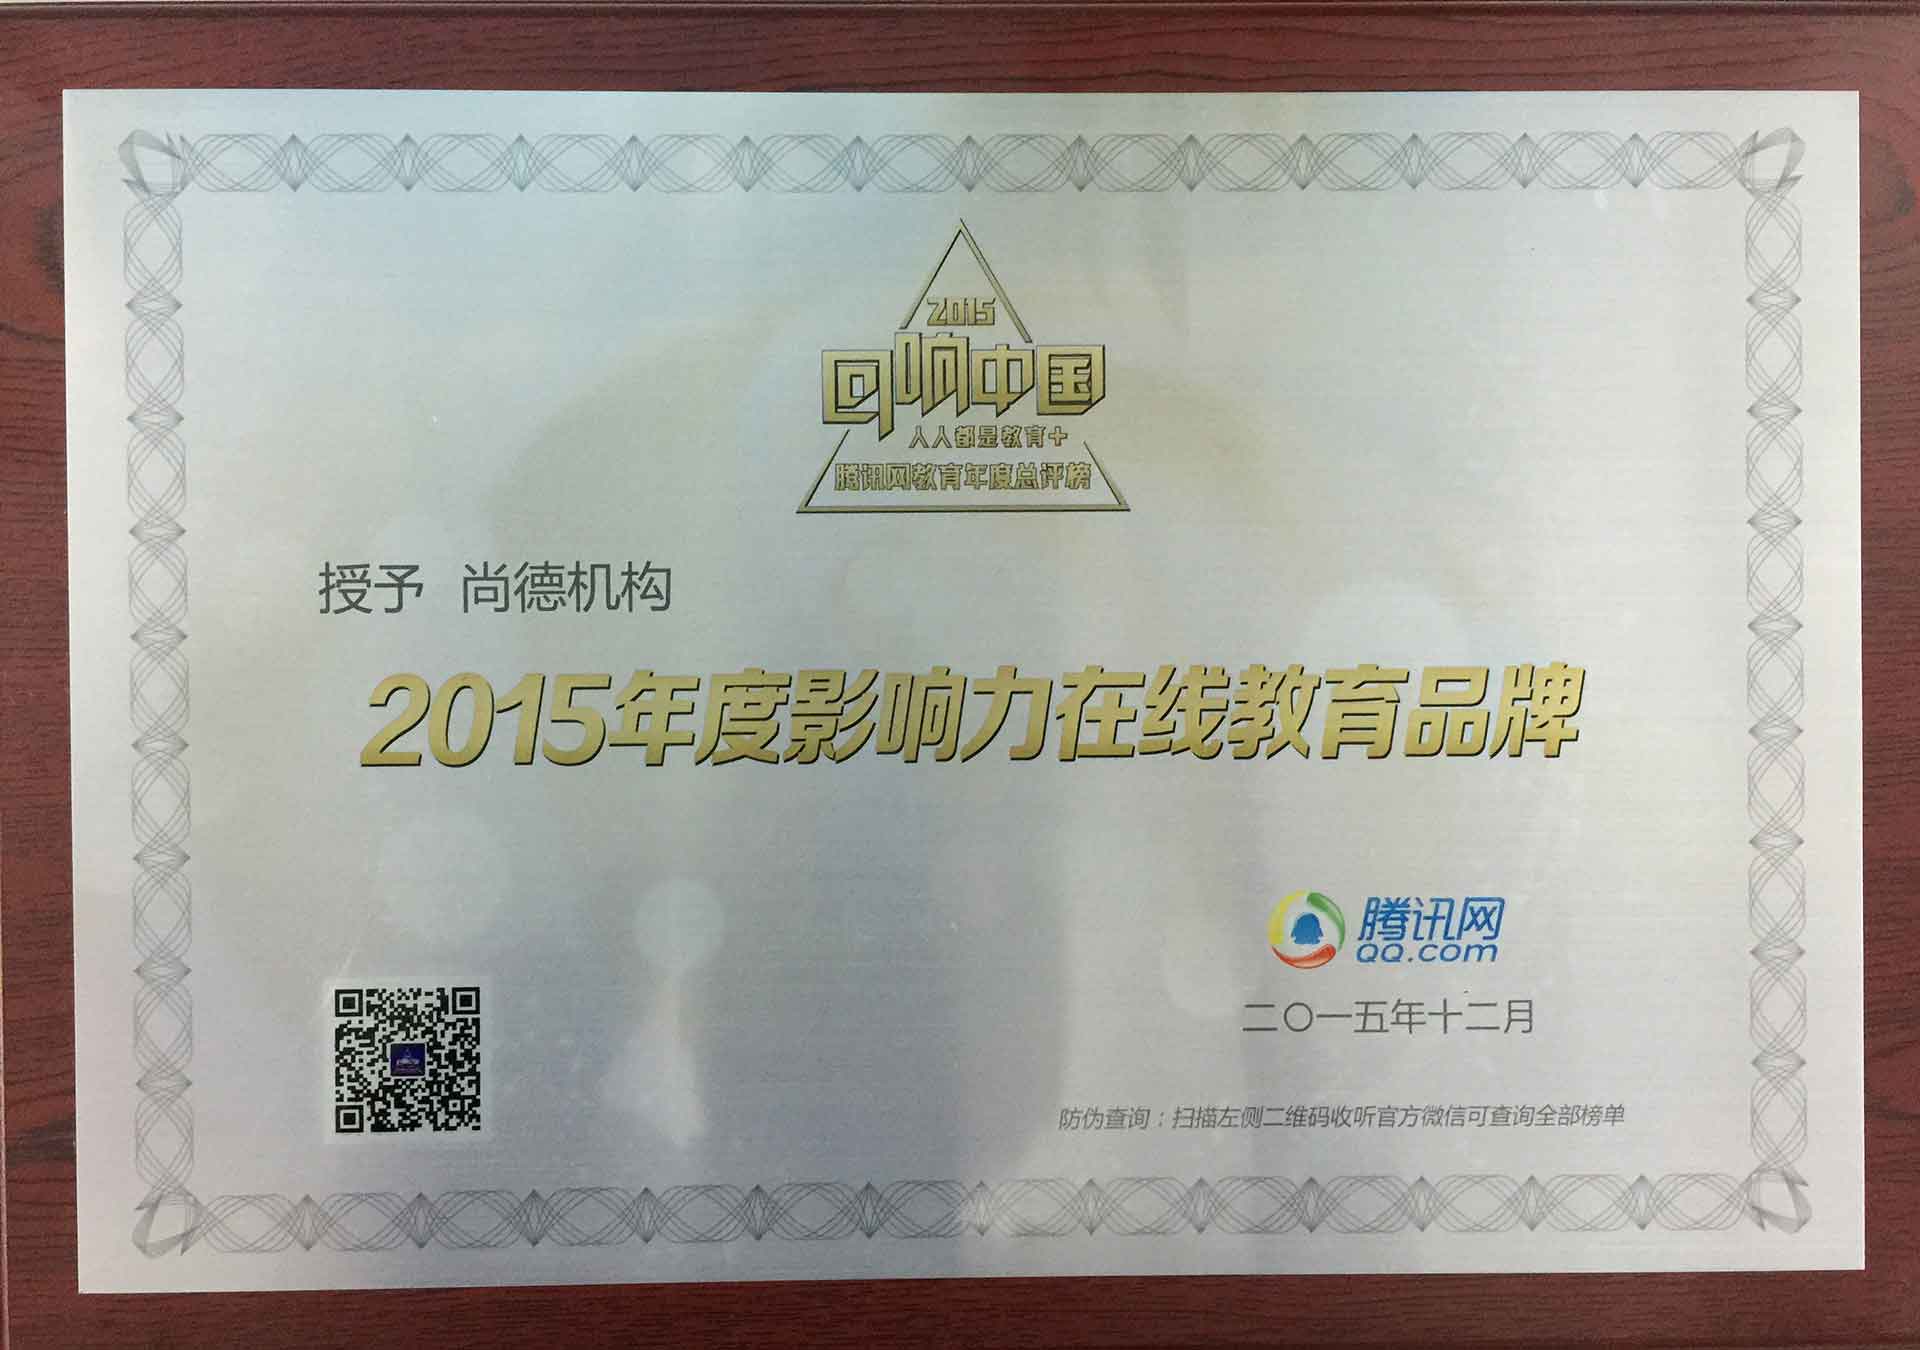 2015
回响中国
人人都是教育+
腾讯网教育年度总评榜
授予 尚德机构
2015年度影响力在线教育品牌
腾讯网
QQ.com
二〇一五年十二月
防伪查询：扫描左侧二维码收听官方微信可查询全部榜单